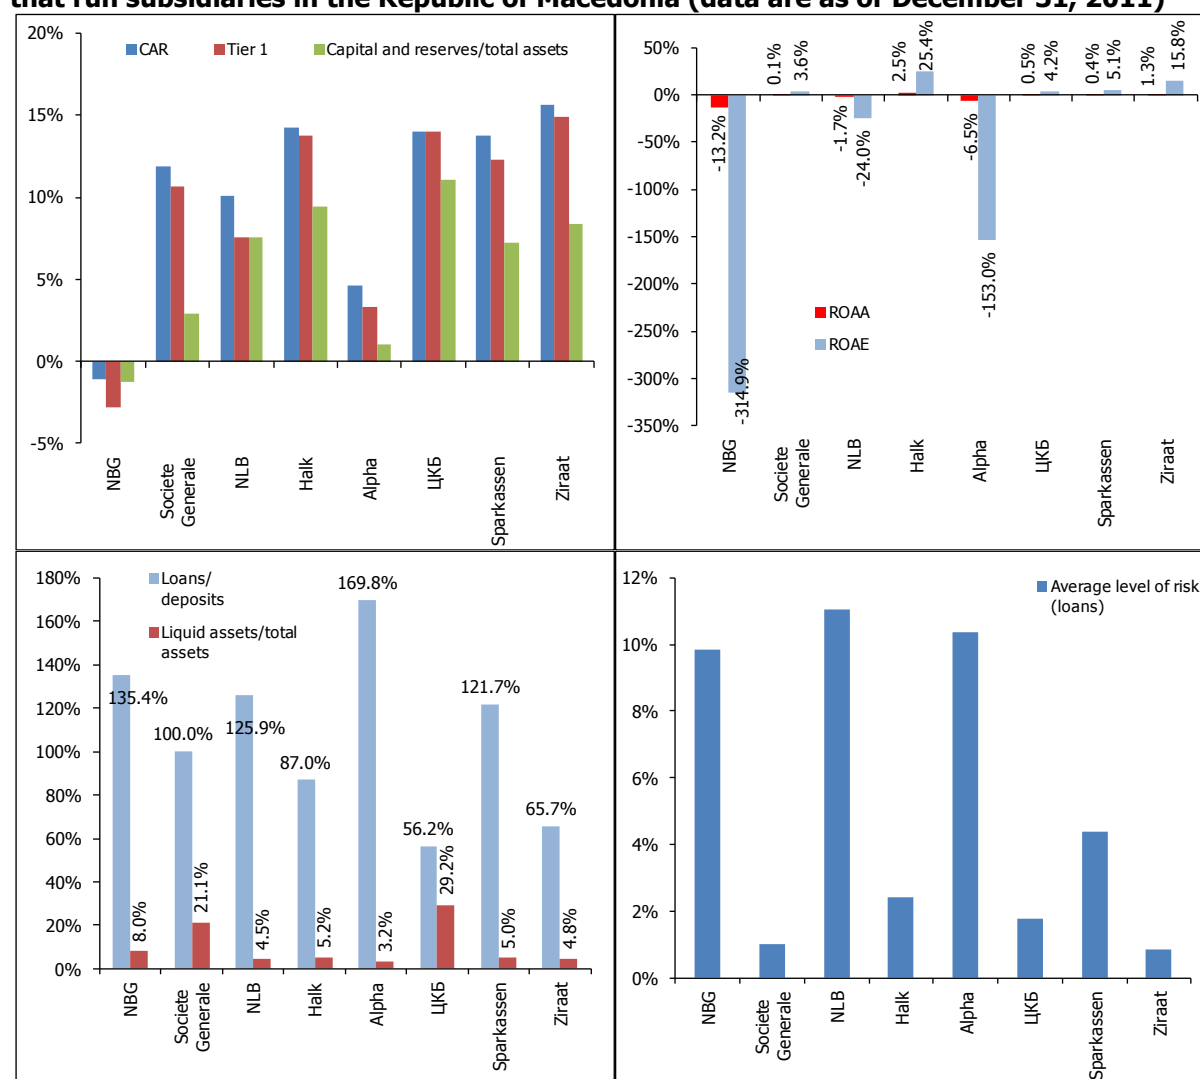 that run subsidiaries in the Republic of Macedonia (data are as of December 31, 2011)
20%
15%
10%
5%
0%
-5%
CAR
Tier 1
Capital and reserves/total assets
NBG
Societe
Generale
NLB
Halk
Alpha
ЦКБ
Sparkassen
Ziraat
50%
0%
-50%
-100%
-150%
-200%
-250%
-300%
-350%
-13.2%
-314.9%
0.1%
3.6%
-1.7%
-24.0%
2.5%
25.4%
-6.5%
-153.0%
0.5%
4.2%
0.4%
5.1%
1.3%
15.8%
ROAA
ROAE
NBG
Societe
Generale
NLB
Halk
Alpha
ЦКБ
Sparkassen
Ziraat
180%
160%
140%
120%
100%
80%
60%
40%
20%
0%
Loans/
deposits
Liquid assets/total
assets
135.4%
8.0%
100.0%
21.1%
125.9%
4.5%
87.0%
5.2%
169.8%
3.2%
56.2%
29.2%
121.7%
5.0%
65.7%
4.8%
NBG
Societe
Generale
NLB
Halk
Alpha
ЦКБ
Sparkassen
Ziraat
12%
10%
8%
6%
4%
2%
0%
Average level of risk
(loans)
NBG
Societe
Generale
NLB
Halk
Alpha
ЦКБ
Sparkassen
Ziraat